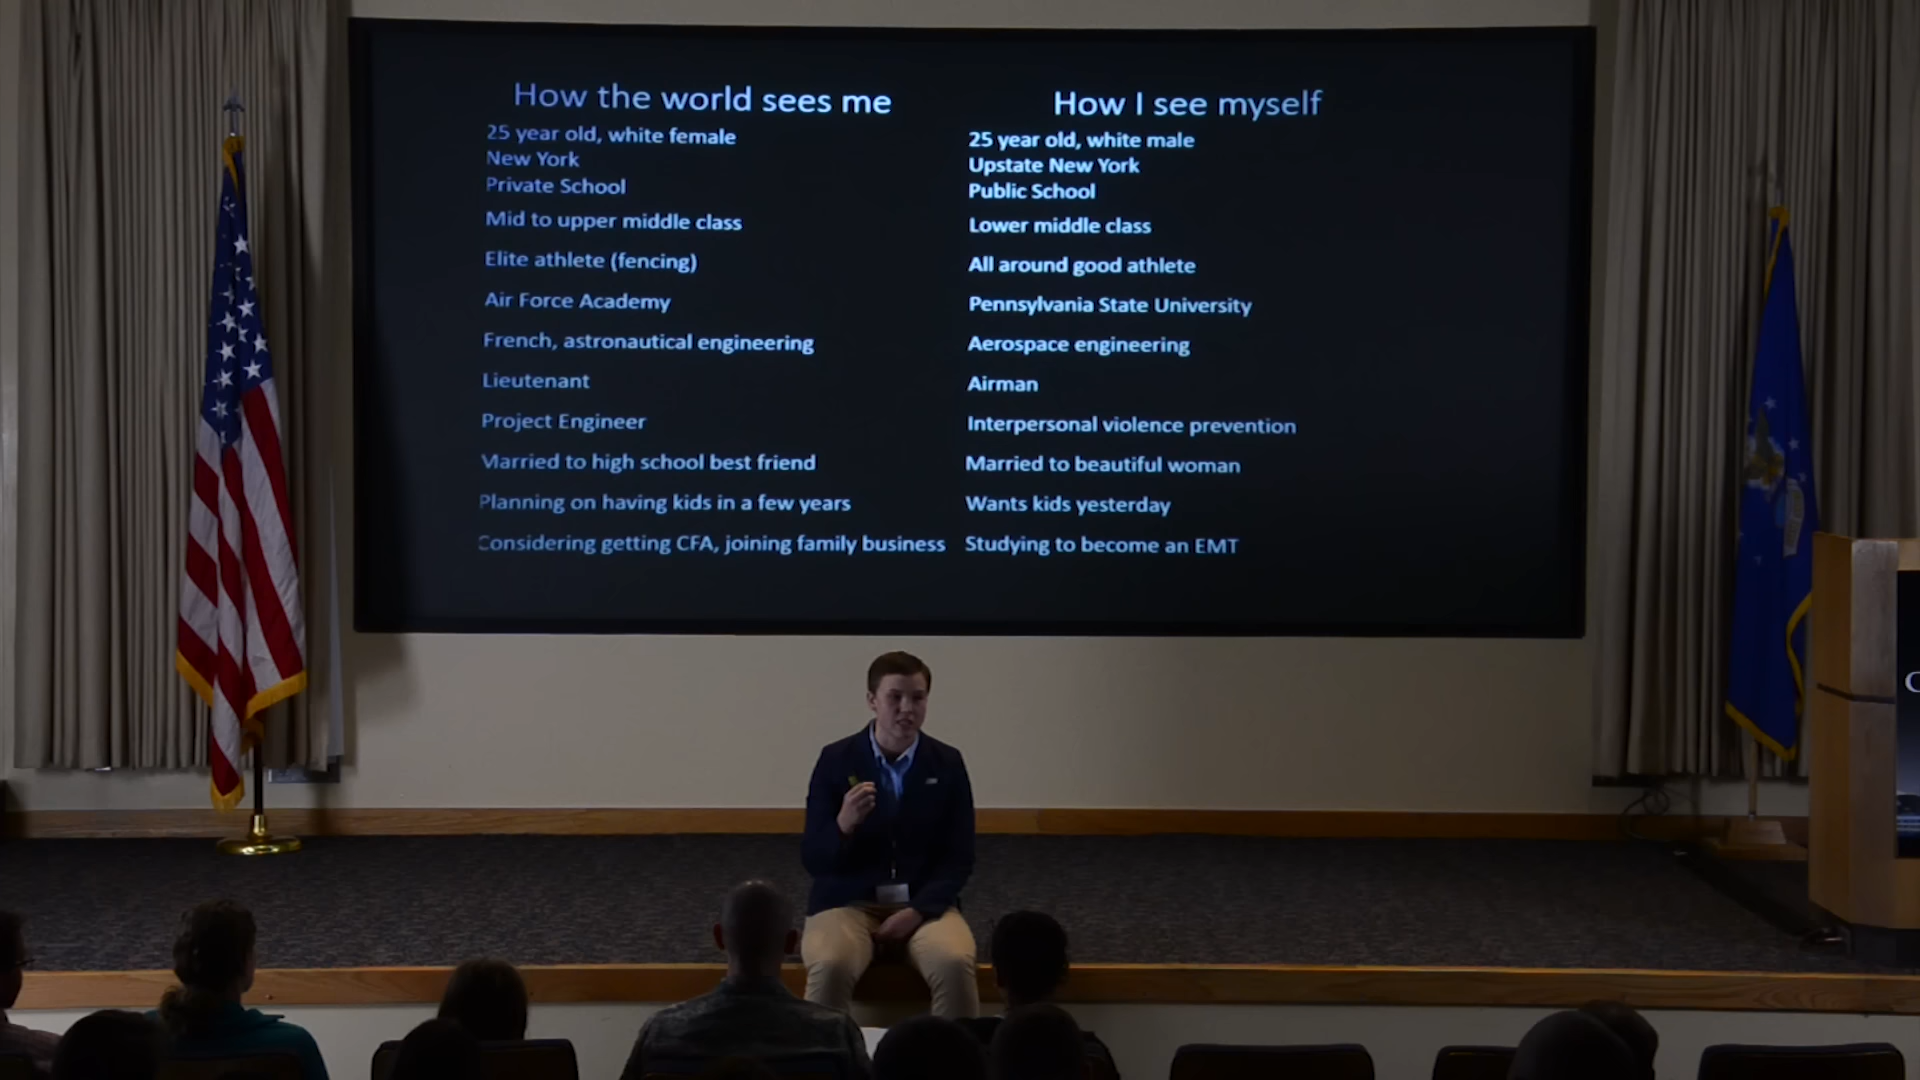 How the world sees me
25 year old, white female
New York
Private School
Mid to upper middle class
Elite athlete (fencing)
Air Force Academy
French, astronautical engineering
Lieutenant
Project Engineer
Married to high school best friend
Planning on having kids in a few years
Considering getting CFA, joining family business
How I see myself
25 year old, white male
Upstate New York
Public School
Lower middle class
All around good athlete
Pennsylvania State University
Aerospace engineering
Airman
Interpersonal violence prevention
Married to beautiful woman
Wants kids yesterday
Studying to become an EMT